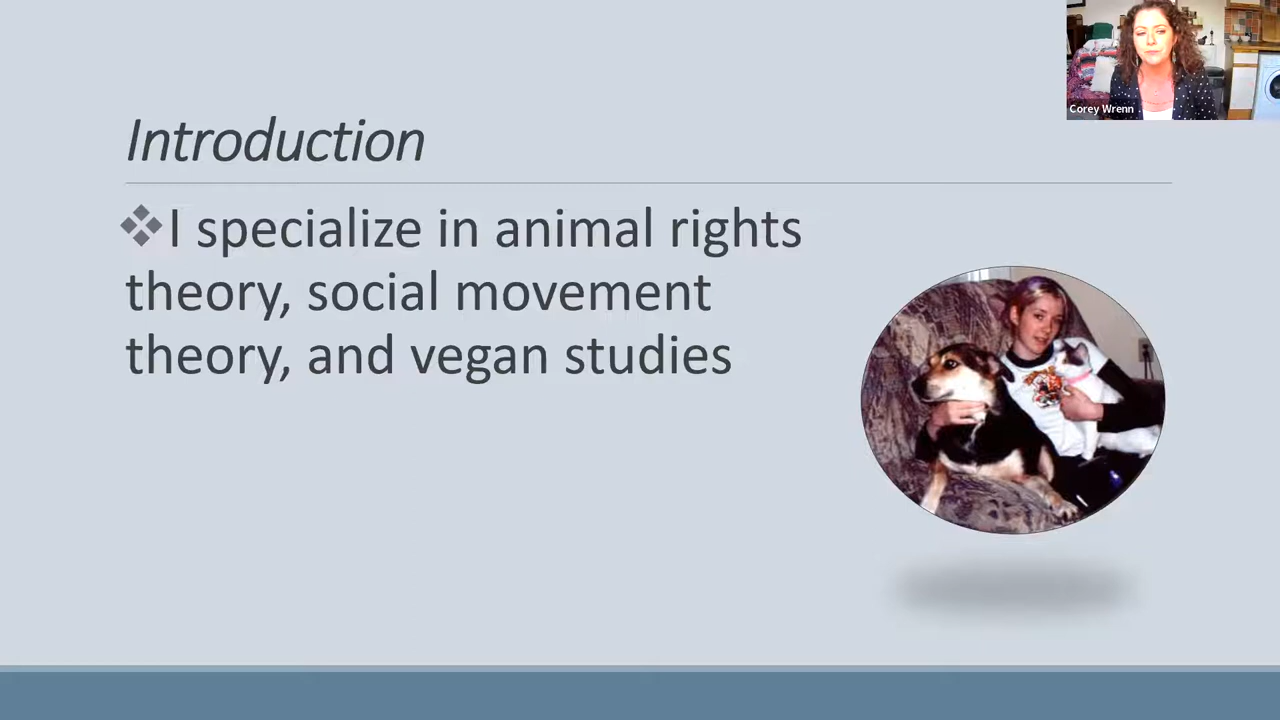 Corey Wrenn
Introduction
❖I specialize in animal rights
theory, social movement
theory, and vegan studies